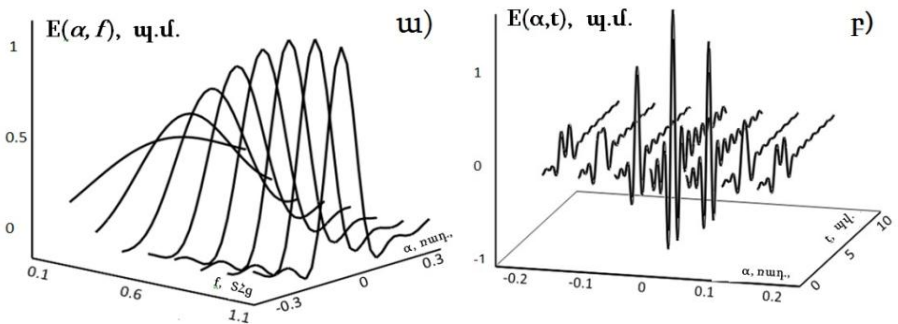 E(α, f), պ.մ.
ա)
1
0.5
0
0.1
0.6
1.1
f, ՏՀց
-0.3
0
0.3
α, ռադ.,
E(α,t), պ.մ.
բ)
1
0
-1
-0.2
-0.1
0
0.1
0.2
α, ռադ.,
0
5
10
t, պվ.